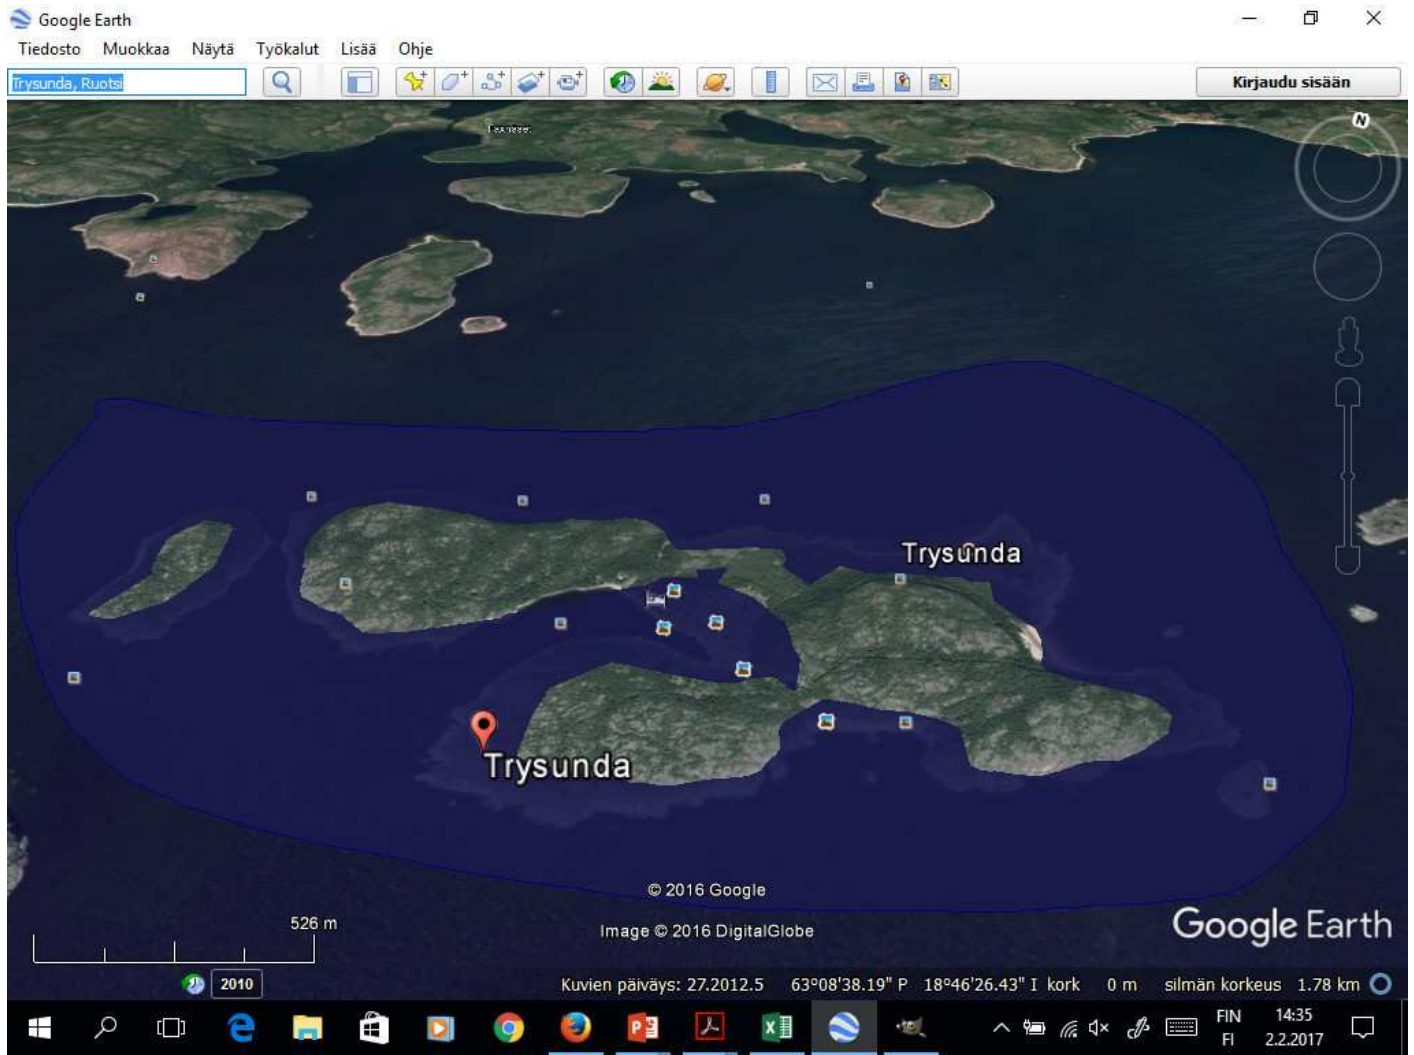 Google Earth
Tiedosto Muokkaa Näytä Työkalut Lisää Ohje
Trysunda, Ruotsi
Kirjaudu sisään
N
Trysunda
Trysunda
© 2016 Google
526 m
Image © 2016 DigitalGlobe
Google Earth
2010
Kuvien päiväys: 27.2012.5 63°08'38.19" P 18°46'26.43" I kork 0 m silmän korkeus 1.78 km
FIN 14:35
FI 2.2.2017